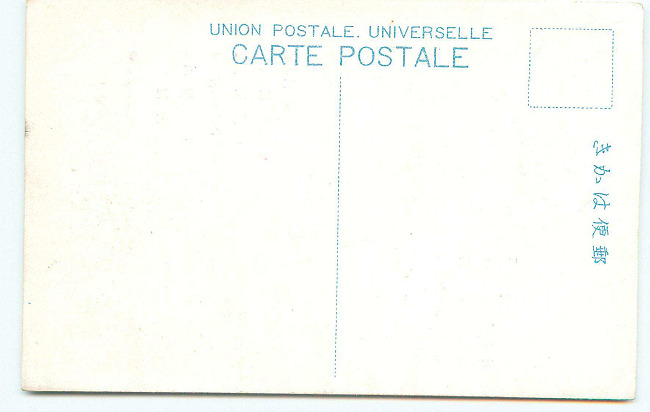 UNION POSTALE. UNIVERSELLE
CARTE POSTALE
郵便はかき